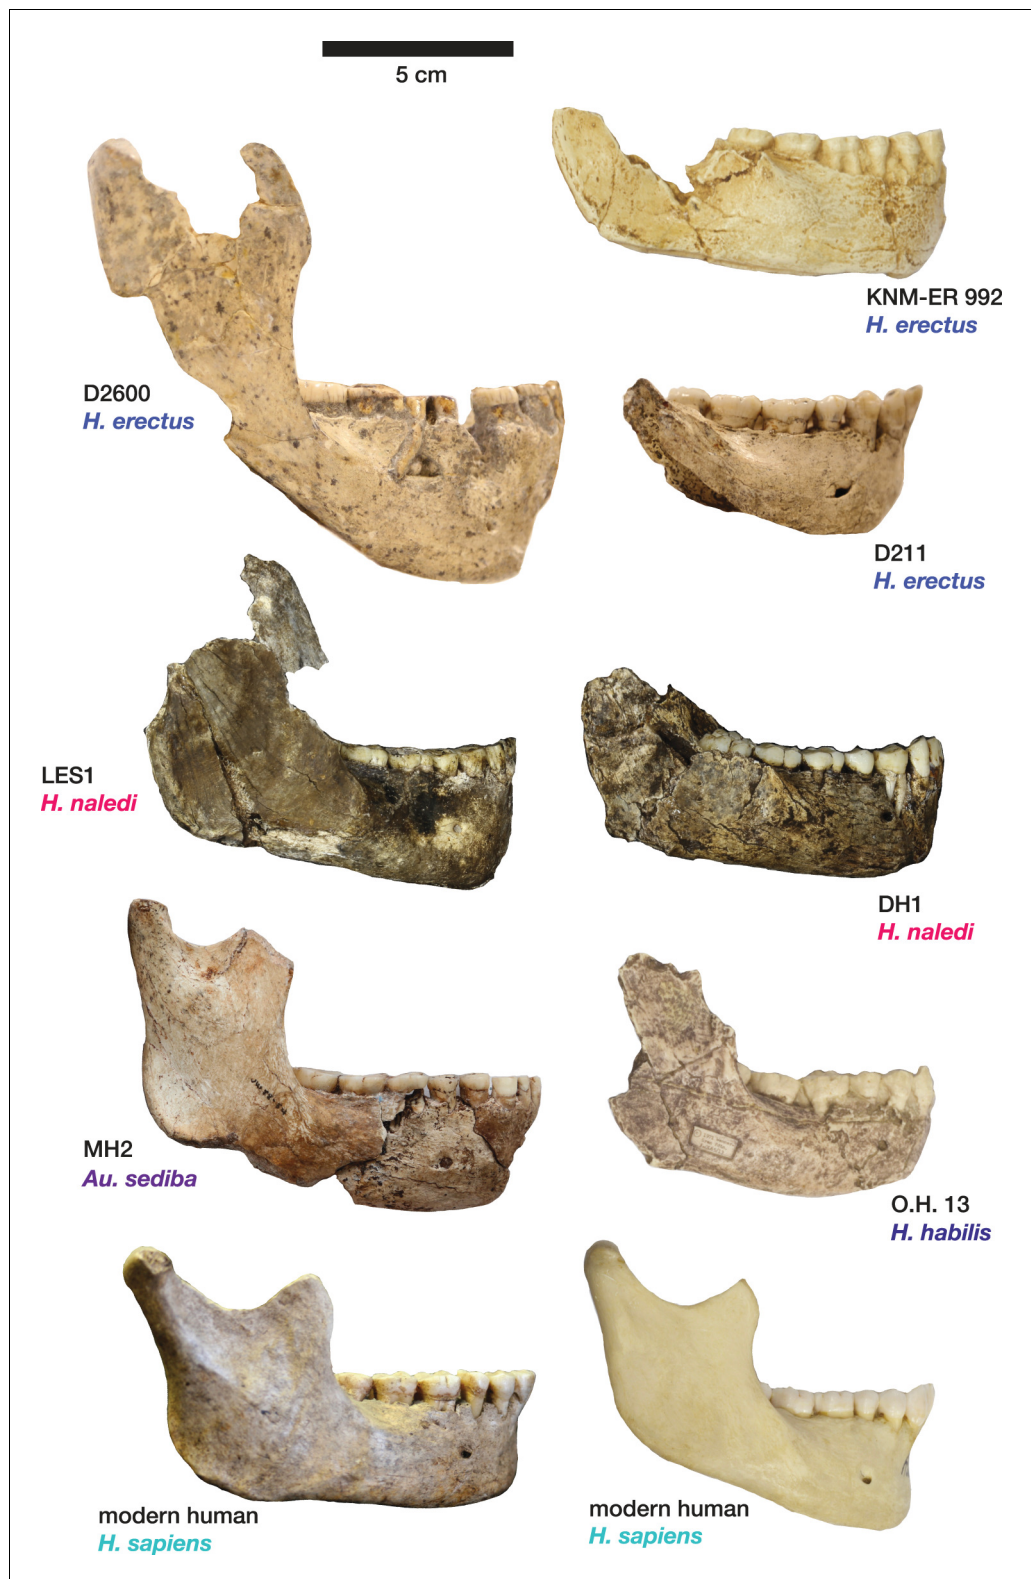 5 cm
KNM-ER 992
H. erectus
D2600
H. erectus
D211
H. erectus
LES1
H. naledi
DH1
H. naledi
MH2
Au. sediba
O.H. 13
H. habilis
modern human
H. sapiens
modern human
H. sapiens